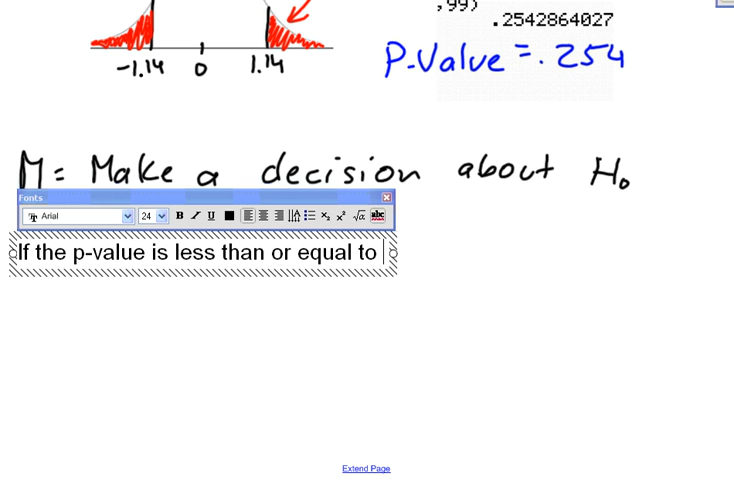 ,99)
.2542864027
P-Value = .254
-1.14 0 1.14
M = Make a decision about H₀
Fonts
Arial 24 B I U
If the p-value is less than or equal to
Extend Page